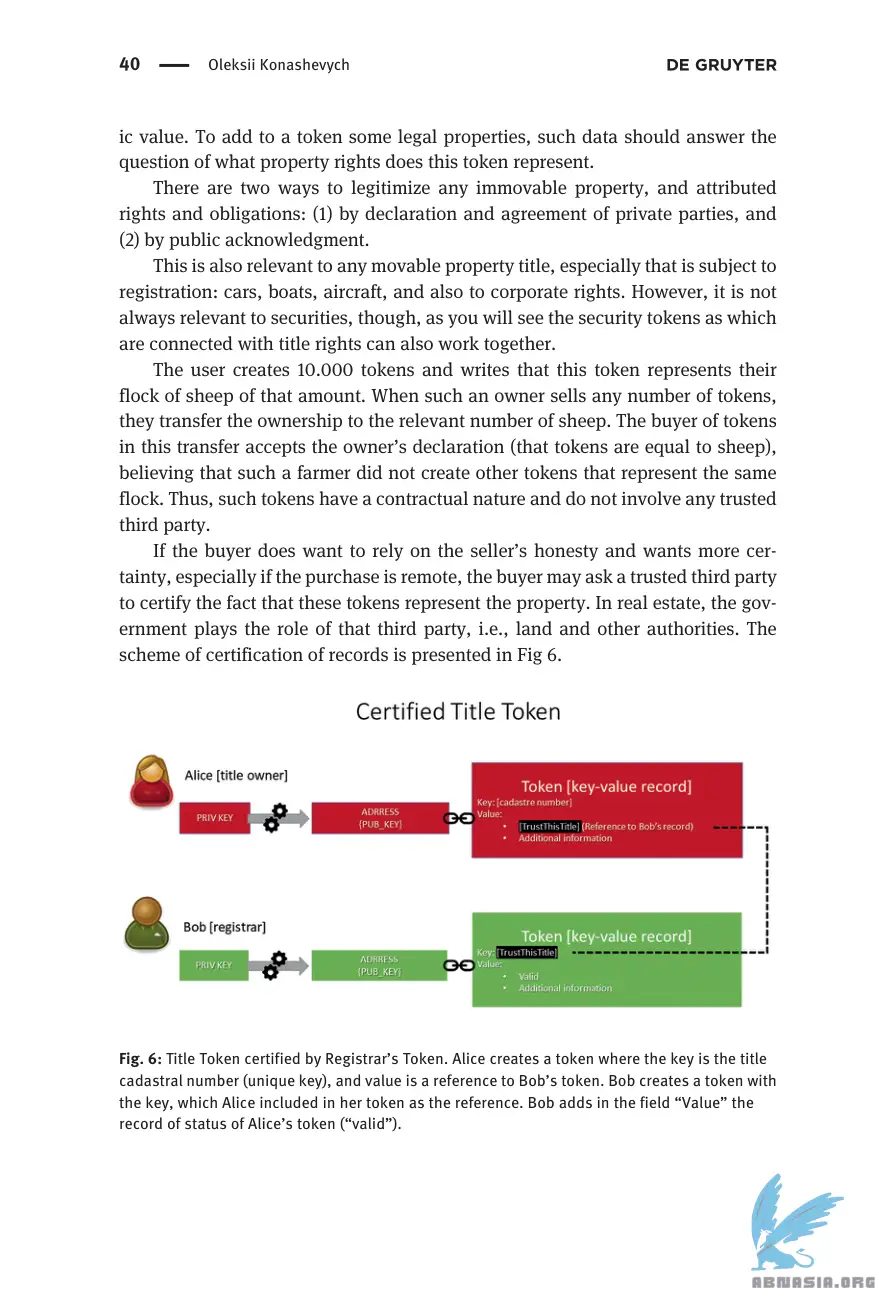 40 — Oleksii Konashevych DE GRUYTER
ic value. To add to a token some legal properties, such data should answer the
question of what property rights does this token represent.
There are two ways to legitimize any immovable property, and attributed
rights and obligations: (1) by declaration and agreement of private parties, and
(2) by public acknowledgment.
This is also relevant to any movable property title, especially that is subject to
registration: cars, boats, aircraft, and also to corporate rights. However, it is not
always relevant to securities, though, as you will see the security tokens as which
are connected with title rights can also work together.
The user creates 10.000 tokens and writes that this token represents their
flock of sheep of that amount. When such an owner sells any number of tokens,
they transfer the ownership to the relevant number of sheep. The buyer of tokens
in this transfer accepts the owner’s declaration (that tokens are equal to sheep),
believing that such a farmer did not create other tokens that represent the same
flock. Thus, such tokens have a contractual nature and do not involve any trusted
third party.
If the buyer does want to rely on the seller’s honesty and wants more cer-
tainty, especially if the purchase is remote, the buyer may ask a trusted third party
to certify the fact that these tokens represent the property. In real estate, the gov-
ernment plays the role of that third party, i.e., land and other authorities. The
scheme of certification of records is presented in Fig 6.
Certified Title Token
Alice [title owner]
PRIV KEY
ADRRESS
{PUB_KEY}
Token [key-value record]
Key: [cadastre number]
Value:
• [TrustThisTitle] (Reference to Bob's record)
• Additional information
Bob [registrar]
PRIV KEY
ADRRESS
{PUB_KEY}
Token [key-value record]
Key: [TrustThisTitle]
Value:
• Valid
• Additional information
Fig. 6: Title Token certified by Registrar’s Token. Alice creates a token where the key is the title
cadastral number (unique key), and value is a reference to Bob’s token. Bob creates a token with
the key, which Alice included in her token as the reference. Bob adds in the field “Value” the
record of status of Alice’s token (“valid”).
ABNASIA.ORG